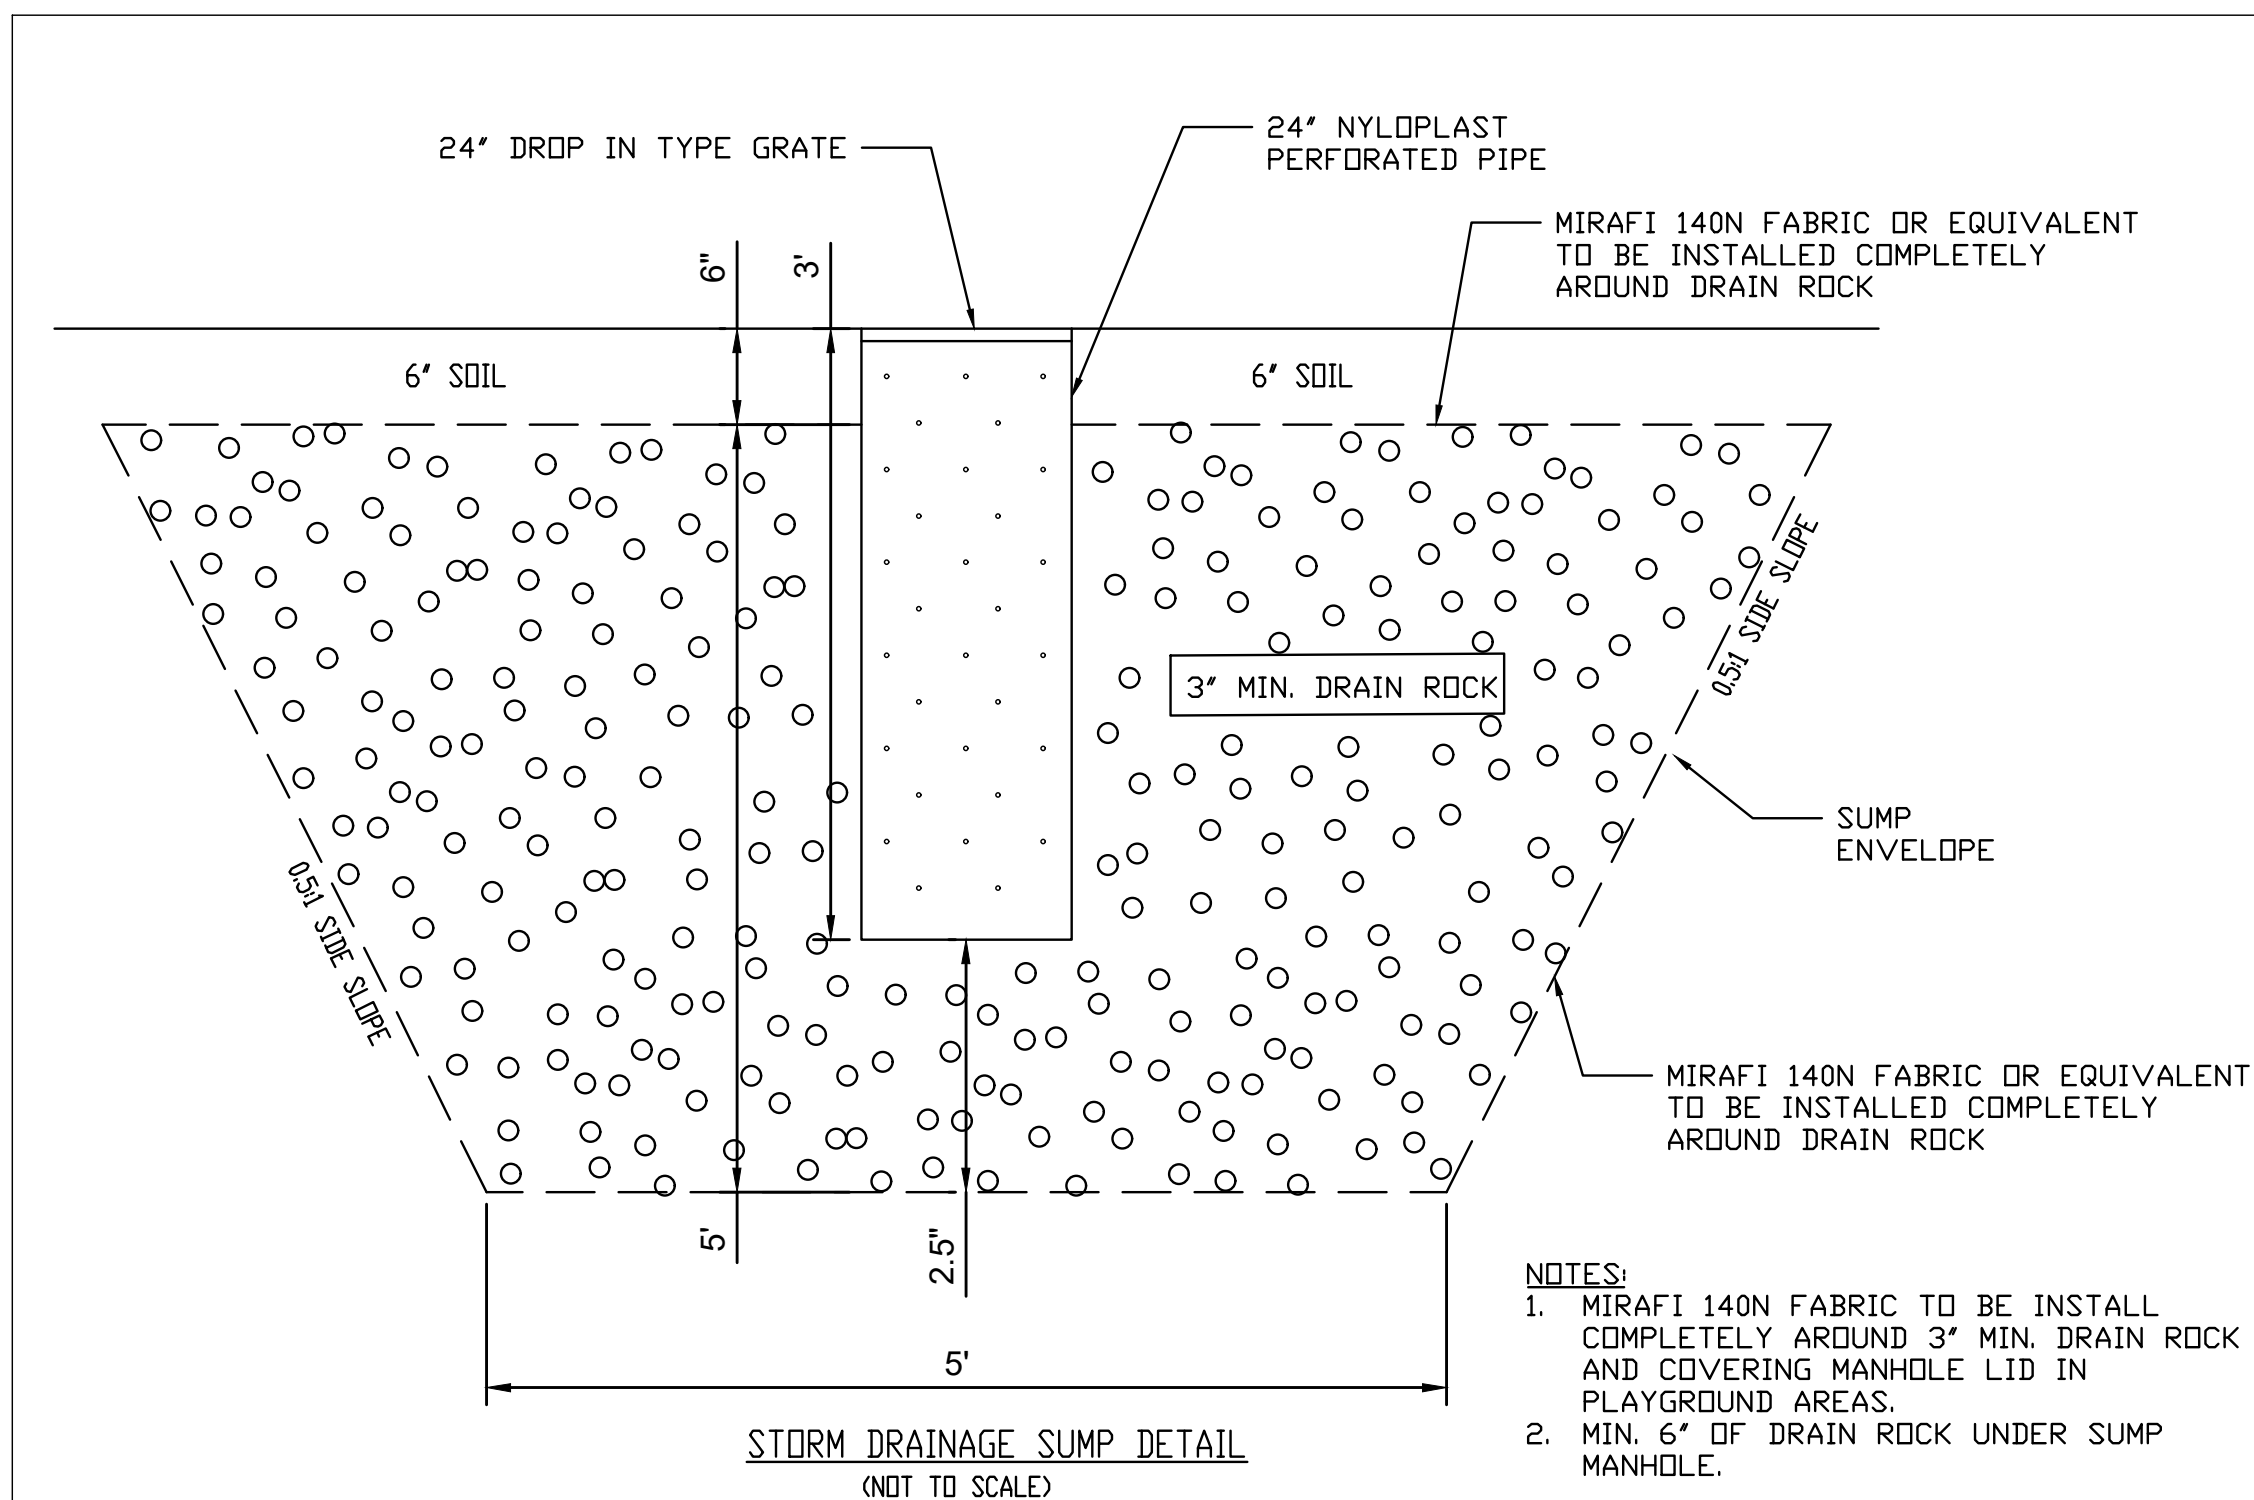 24" DROP IN TYPE GRATE
24" NYLOPLAST
PERFORATED PIPE
MIRAFI 140N FABRIC OR EQUIVALENT
TO BE INSTALLED COMPLETELY
AROUND DRAIN ROCK
6"
3'
6" SOIL
6" SOIL
0.5:1 SIDE SLOPE
3" MIN. DRAIN ROCK
SUMP
ENVELOPE
0.5:1 SIDE SLOPE
MIRAFI 140N FABRIC OR EQUIVALENT
TO BE INSTALLED COMPLETELY
AROUND DRAIN ROCK
5'
2.5"
5'
NOTES:
1. MIRAFI 140N FABRIC TO BE INSTALL
COMPLETELY AROUND 3" MIN. DRAIN ROCK
AND COVERING MANHOLE LID IN
PLAYGROUND AREAS.
2. MIN. 6" OF DRAIN ROCK UNDER SUMP
MANHOLE.
STORM DRAINAGE SUMP DETAIL
(NOT TO SCALE)